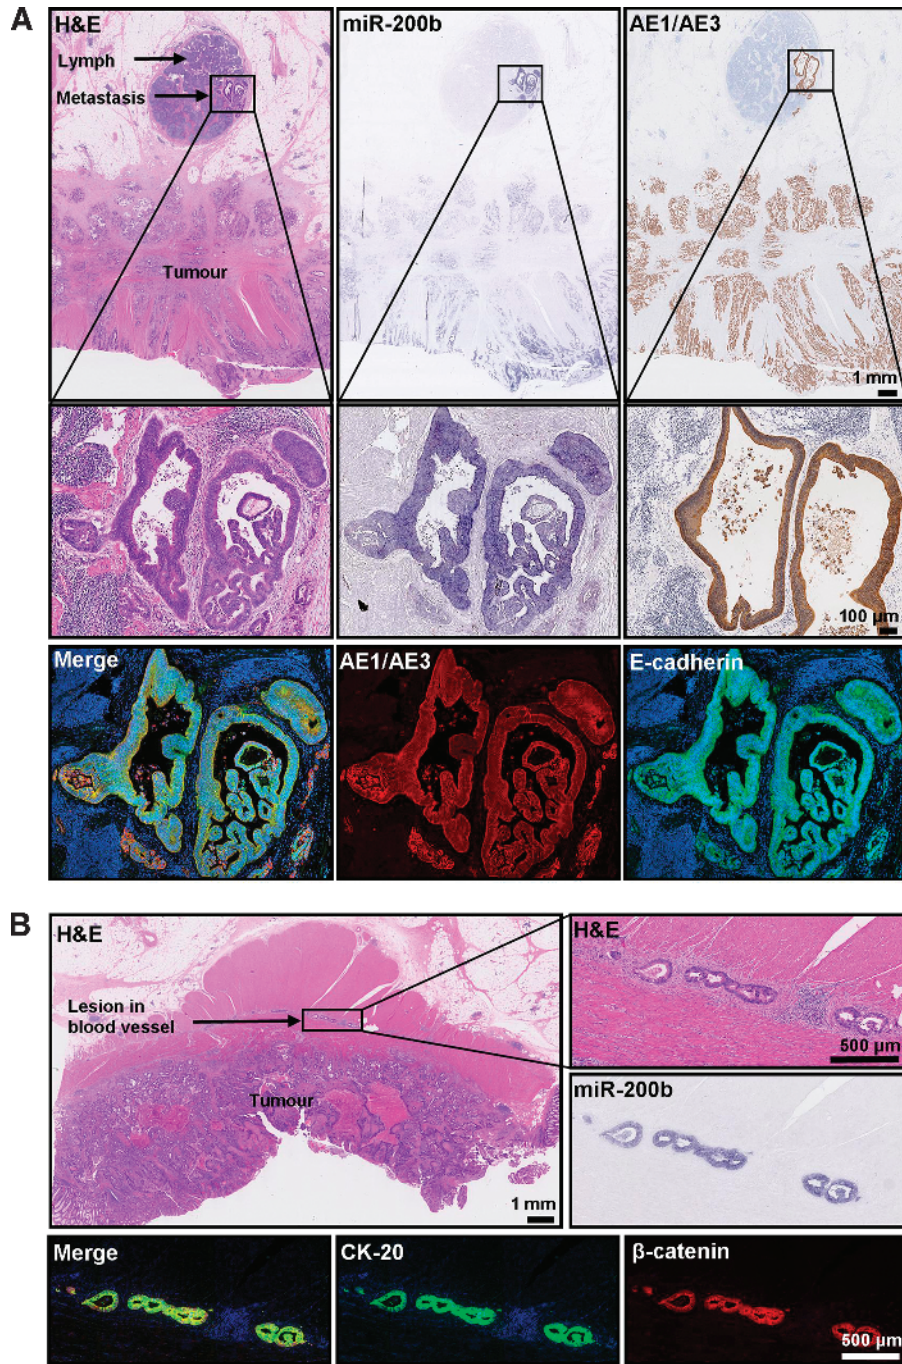 A
H&E
miR-200b
AE1/AE3
Lymph
Metastasis
Tumour
1 mm
100 µm
Merge
AE1/AE3
E-cadherin
B
H&E
H&E
Lesion in
blood vessel
500 µm
miR-200b
Tumour
1 mm
Merge
CK-20
β-catenin
500 µm